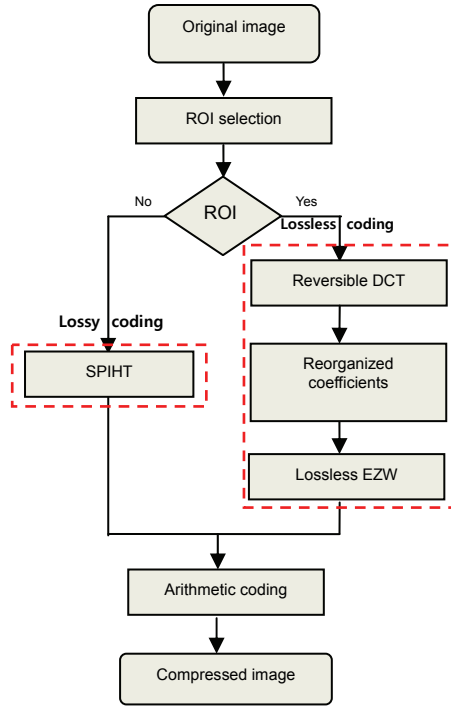 Original image
ROI selection
ROI
No
Yes
Lossless coding
Reversible DCT
Lossy coding
SPIHT
Reorganized
coefficients
Lossless EZW
Arithmetic coding
Compressed image